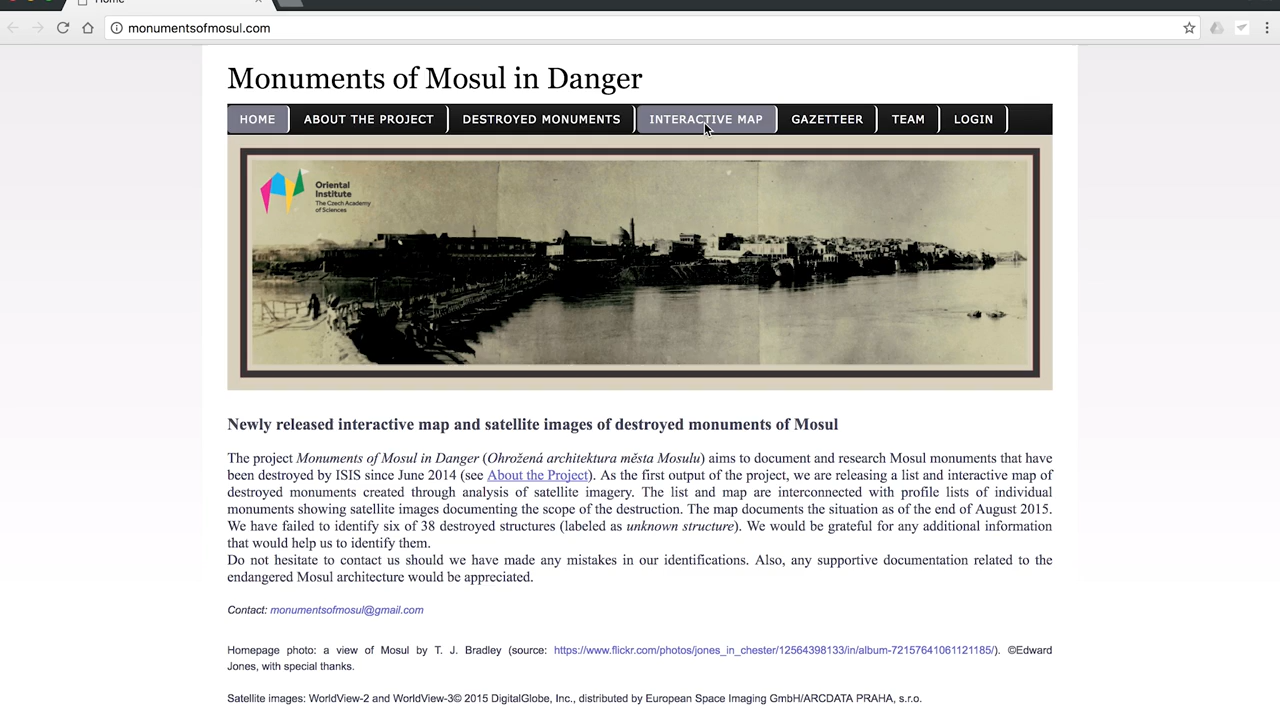 Home
monumentsofmosul.com
Monuments of Mosul in Danger
HOME ABOUT THE PROJECT DESTROYED MONUMENTS INTERACTIVE MAP GAZETTEER TEAM LOGIN
Oriental
Institute
The Czech Academy
of Sciences
Newly released interactive map and satellite images of destroyed monuments of Mosul
The project Monuments of Mosul in Danger (Ohrožená architektura města Mosulu) aims to document and research Mosul monuments that have
been destroyed by ISIS since June 2014 (see About the Project). As the first output of the project, we are releasing a list and interactive map of
destroyed monuments created through analysis of satellite imagery. The list and map are interconnected with profile lists of individual
monuments showing satellite images documenting the scope of the destruction. The map documents the situation as of the end of August 2015.
We have failed to identify six of 38 destroyed structures (labeled as unknown structure). We would be grateful for any additional information
that would help us to identify them.
Do not hesitate to contact us should we have made any mistakes in our identifications. Also, any supportive documentation related to the
endangered Mosul architecture would be appreciated.
Contact: monumentsofmosul@gmail.com
Homepage photo: a view of Mosul by T. J. Bradley (source: https://www.flickr.com/photos/jones_in_chester/12564398133/in/album-72157641061121185/). ©Edward
Jones, with special thanks.
Satellite images: WorldView-2 and WorldView-3© 2015 DigitalGlobe, Inc., distributed by European Space Imaging GmbH/ARCDATA PRAHA, s.r.o.